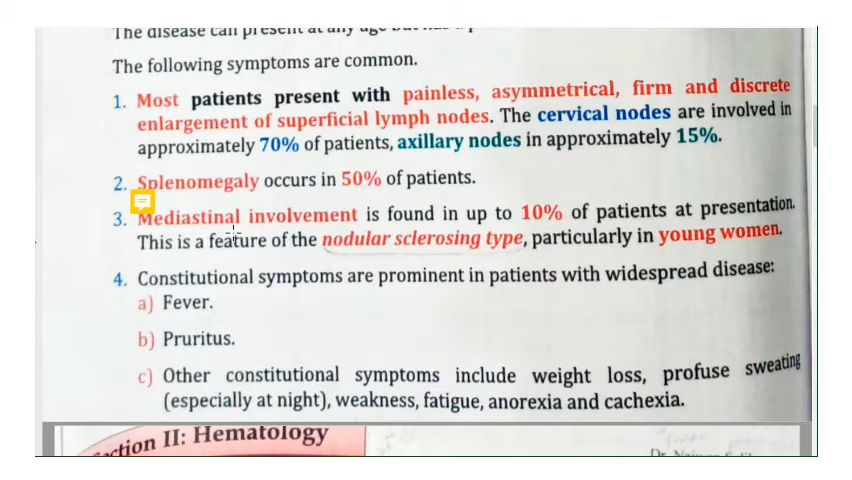 The disease can present at any age but has a
The following symptoms are common.
1. Most patients present with painless, asymmetrical, firm and discrete
enlargement of superficial lymph nodes. The cervical nodes are involved in
approximately 70% of patients, axillary nodes in approximately 15%.
2. Splenomegaly occurs in 50% of patients.
3. Mediastinal involvement is found in up to 10% of patients at presentation.
This is a feature of the nodular sclerosing type, particularly in young women.
4. Constitutional symptoms are prominent in patients with widespread disease:
a) Fever.
b) Pruritus.
c) Other constitutional symptoms include weight loss, profuse sweating
(especially at night), weakness, fatigue, anorexia and cachexia.
ction II: Hematology
Dr.